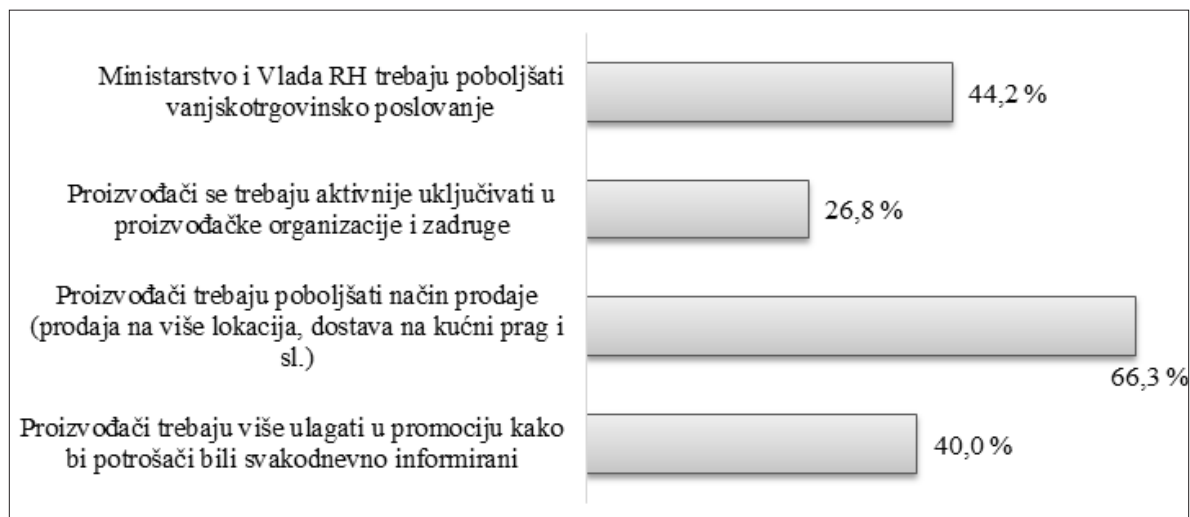 Ministarstvo i Vlada RH trebaju poboljšati
vanjskotrgovinsko poslovanje
44,2 %
Proizvođači se trebaju aktivnije uključivati u
proizvođačke organizacije i zadruge
26,8 %
Proizvođači trebaju poboljšati način prodaje
(prodaja na više lokacija, dostava na kućni prag i
sl.)
66,3 %
Proizvođači trebaju više ulagati u promociju kako
bi potrošači bili svakodnevno informirani
40,0 %